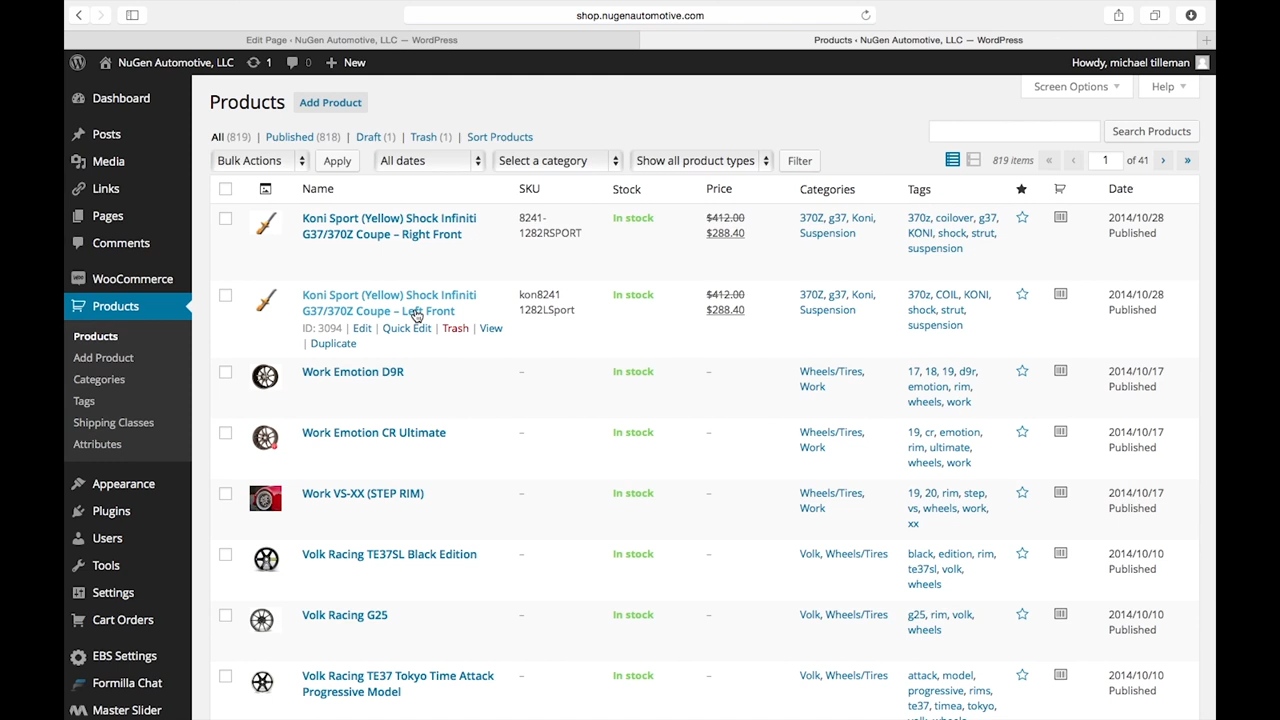 shop.nugenautomotive.com
Edit Page ‹ NuGen Automotive, LLC — WordPress
Products ‹ NuGen Automotive, LLC — WordPress
NuGen Automotive, LLC 1 0 New
Howdy, michael tilleman
Dashboard
Posts
Media
Links
Pages
Comments
WooCommerce
Products
Products
Add Product
Categories
Tags
Shipping Classes
Attributes
Appearance
Plugins
Users
Tools
Settings
Cart Orders
EBS Settings
Formilla Chat
Master Slider
Screen Options Help
Products Add Product
All (819) | Published (818) | Draft (1) | Trash (1) | Sort Products
Search Products
Bulk Actions Apply All dates Select a category Show all product types Filter
819 items « ‹ 1 of 41 › »
Name SKU Stock Price Categories Tags Date
Koni Sport (Yellow) Shock Infiniti
G37/370Z Coupe – Right Front
8241-
1282RSPORT
In stock
$412.00
$288.40
370Z, g37, Koni,
Suspension
370z, coilover, g37,
KONI, shock, strut,
suspension
2014/10/28
Published
Koni Sport (Yellow) Shock Infiniti
G37/370Z Coupe – Left Front
ID: 3094 | Edit | Quick Edit | Trash | View
| Duplicate
kon8241
1282LSport
In stock
$412.00
$288.40
370Z, g37, Koni,
Suspension
370z, COIL, KONI,
shock, strut,
suspension
2014/10/28
Published
Work Emotion D9R
–
In stock
–
Wheels/Tires,
Work
17, 18, 19, d9r,
emotion, rim,
wheels, work
2014/10/17
Published
Work Emotion CR Ultimate
–
In stock
–
Wheels/Tires,
Work
19, cr, emotion,
rim, ultimate,
wheels, work
2014/10/17
Published
Work VS-XX (STEP RIM)
–
In stock
–
Wheels/Tires,
Work
19, 20, rim, step,
vs, wheels, work,
xx
2014/10/17
Published
Volk Racing TE37SL Black Edition
–
In stock
–
Volk, Wheels/Tires
black, edition, rim,
te37sl, volk,
wheels
2014/10/10
Published
Volk Racing G25
–
In stock
–
Volk, Wheels/Tires
g25, rim, volk,
wheels
2014/10/10
Published
Volk Racing TE37 Tokyo Time Attack
Progressive Model
–
In stock
–
Volk, Wheels/Tires
attack, model,
progressive, rims,
te37, timea, tokyo,
2014/10/10
Published